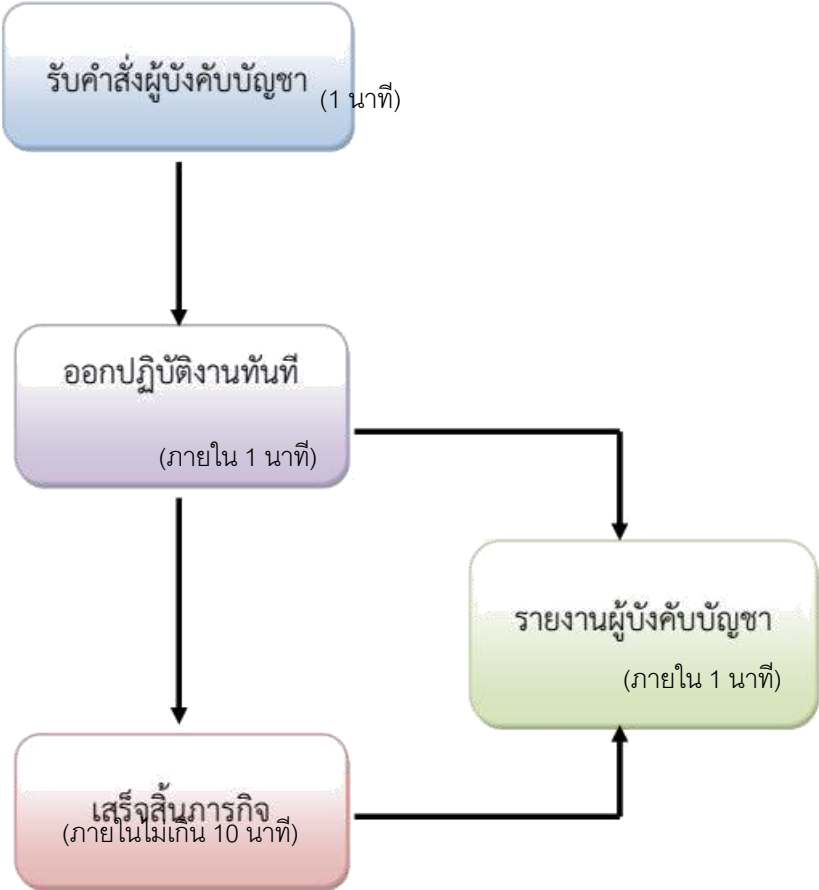 รับคำสั่งผู้บังคับบัญชา
(1 นาที)
ออกปฏิบัติงานทันที
(ภายใน 1 นาที)
รายงานผู้บังคับบัญชา
(ภายใน 1 นาที)
เสร็จสิ้นภารกิจ
(ภายในไม่เกิน 10 นาที)